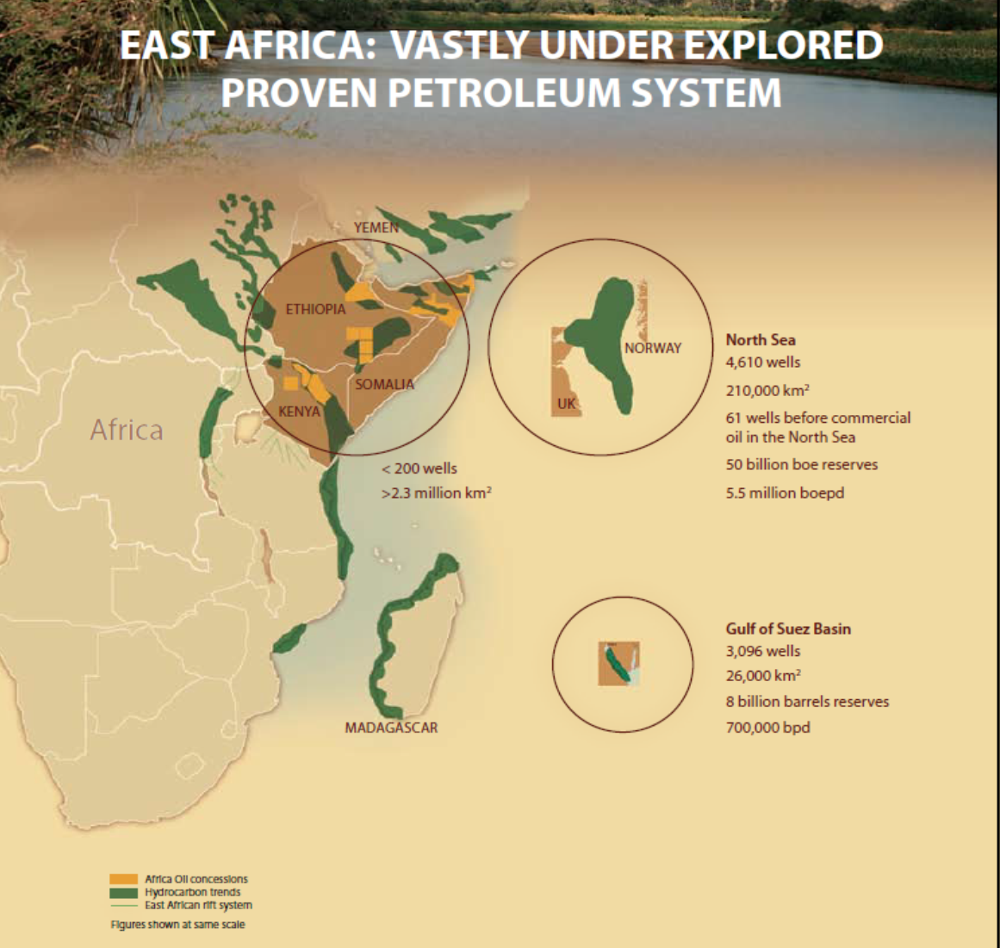 EAST AFRICA: VASTLY UNDER EXPLORED
PROVEN PETROLEUM SYSTEM
YEMEN
ETHIOPIA
SOMALIA
KENYA
Africa
< 200 wells
>2.3 million km²
NORWAY
UK
North Sea
4,610 wells
210,000 km²
61 wells before commercial
oil in the North Sea
50 billion boe reserves
5.5 million boepd
MADAGASCAR
Gulf of Suez Basin
3,096 wells
26,000 km²
8 billion barrels reserves
700,000 bpd
Africa Oil concessions
Hydrocarbon trends
East African rift system
Figures shown at same scale